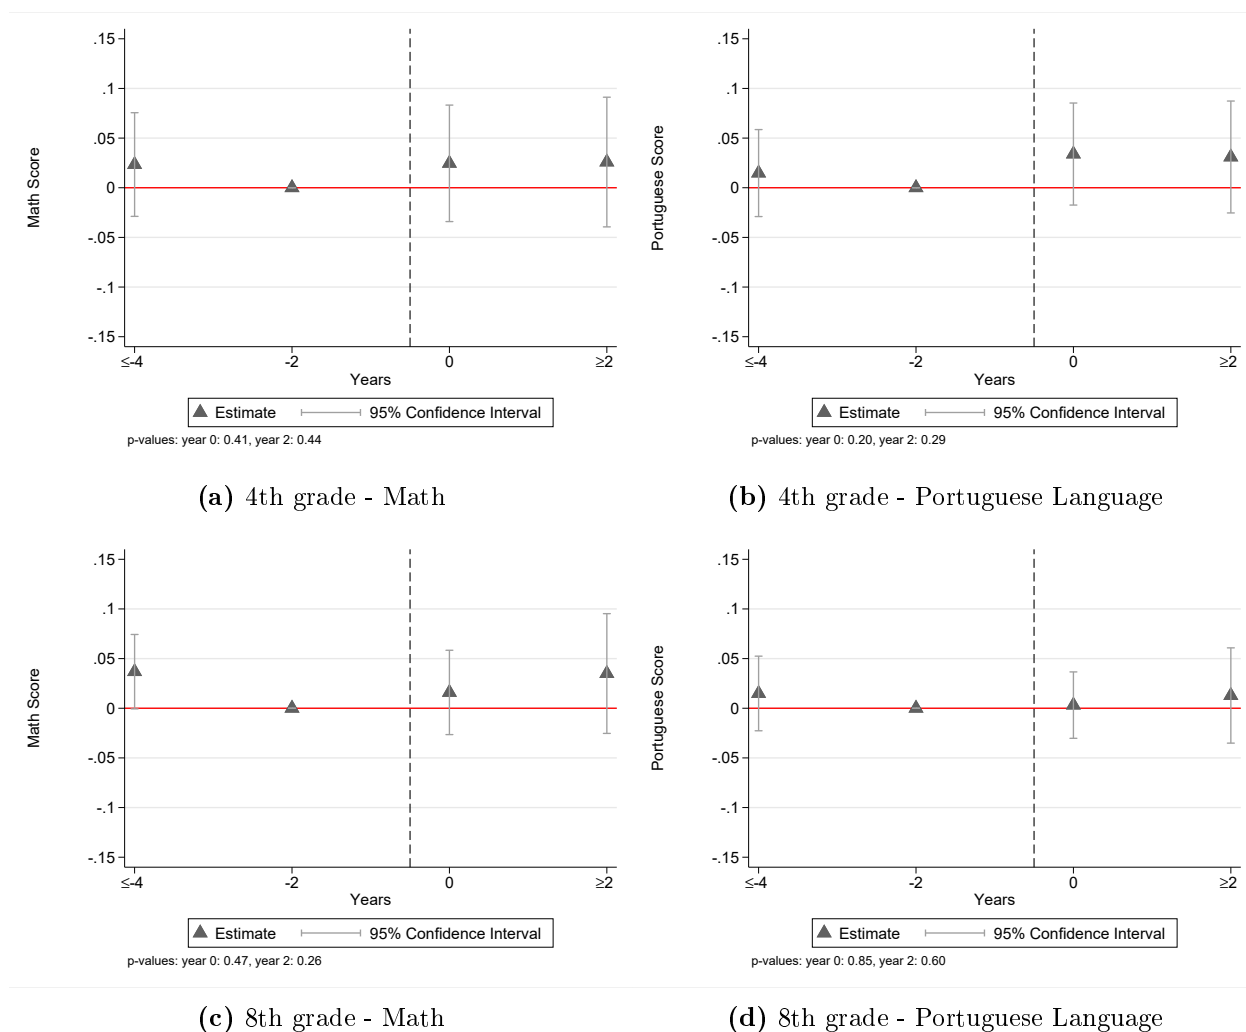 .15
.1
.05
0
-.05
-.1
-.15
Math Score
≤-4 -2 0 ≥2
Years
Estimate 95% Confidence Interval
p-values: year 0: 0.41, year 2: 0.44
(a) 4th grade - Math
.15
.1
.05
0
-.05
-.1
-.15
Portuguese Score
≤-4 -2 0 ≥2
Years
Estimate 95% Confidence Interval
p-values: year 0: 0.20, year 2: 0.29
(b) 4th grade - Portuguese Language
.15
.1
.05
0
-.05
-.1
-.15
Math Score
≤-4 -2 0 ≥2
Years
Estimate 95% Confidence Interval
p-values: year 0: 0.47, year 2: 0.26
(c) 8th grade - Math
.15
.1
.05
0
-.05
-.1
-.15
Portuguese Score
≤-4 -2 0 ≥2
Years
Estimate 95% Confidence Interval
p-values: year 0: 0.85, year 2: 0.60
(d) 8th grade - Portuguese Language